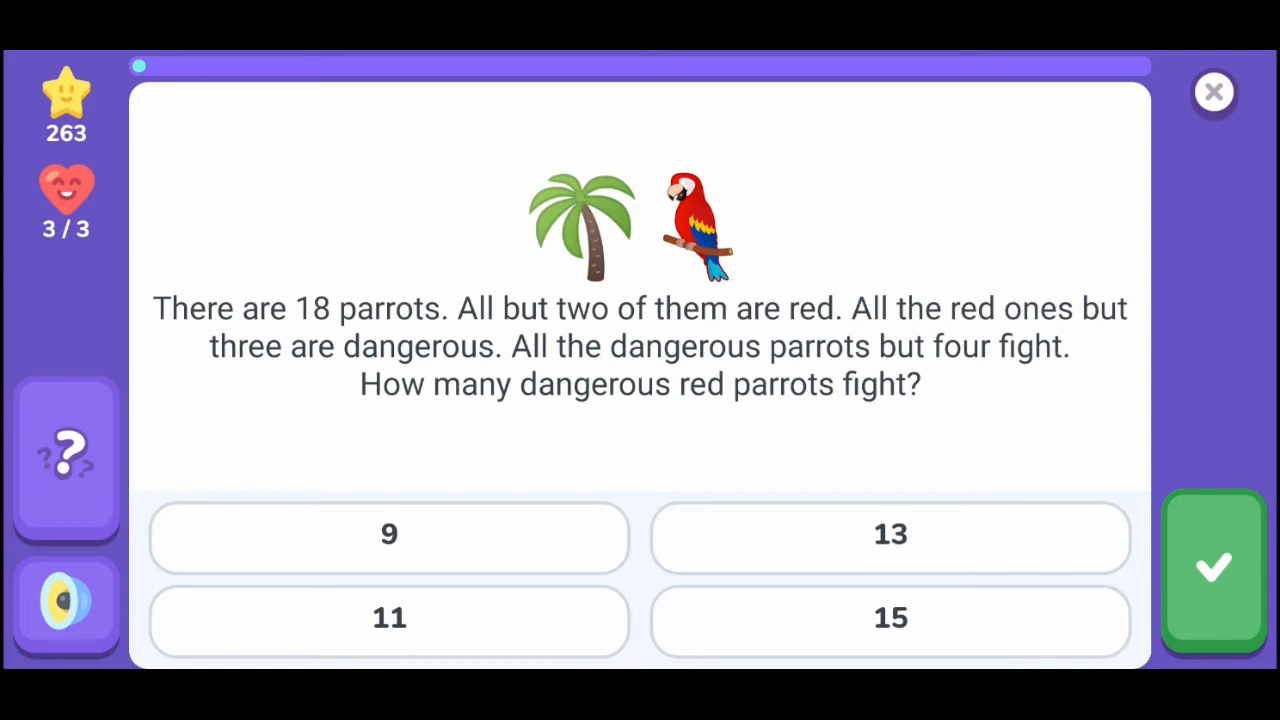 263
3 / 3
There are 18 parrots. All but two of them are red. All the red ones but
three are dangerous. All the dangerous parrots but four fight.
How many dangerous red parrots fight?
? ? ?
9
13
11
15